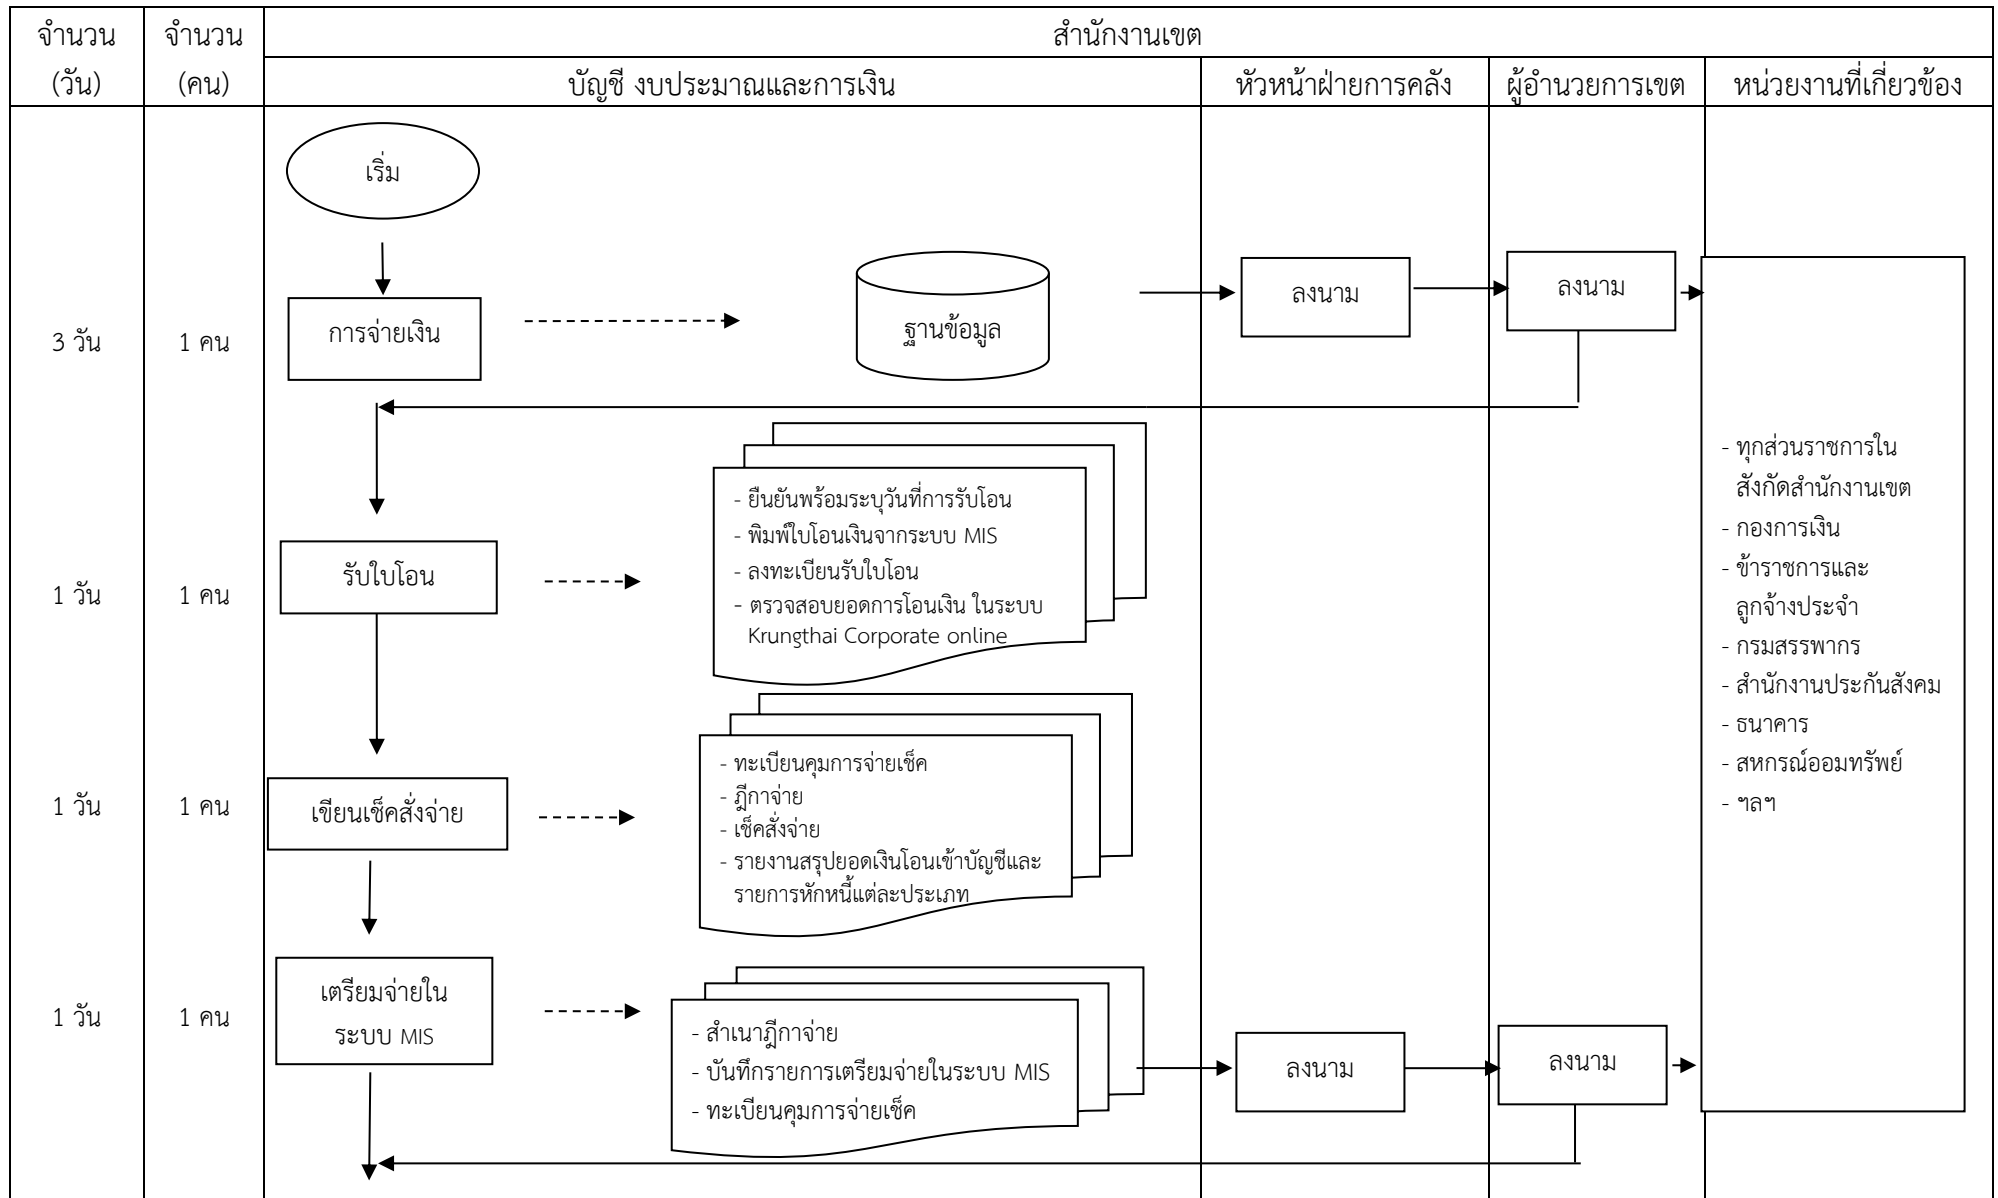 จำนวน
(วัน)
จำนวน
(คน)
สำนักงานเขต
บัญชี งบประมาณและการเงิน
หัวหน้าฝ่ายการคลัง
ผู้อำนวยการเขต
หน่วยงานที่เกี่ยวข้อง
เริ่ม
3 วัน
1 คน
การจ่ายเงิน
ฐานข้อมูล
ลงนาม
ลงนาม
1 วัน
1 คน
รับใบโอน
- ยืนยันพร้อมระบุวันที่การรับโอน
- พิมพ์ใบโอนเงินจากระบบ MIS
- ลงทะเบียนรับใบโอน
- ตรวจสอบยอดการโอนเงิน ในระบบ
Krungthai Corporate online
- ทุกส่วนราชการใน
สังกัดสำนักงานเขต
- กองการเงิน
- ข้าราชการและ
ลูกจ้างประจำ
- กรมสรรพากร
- สำนักงานประกันสังคม
- ธนาคาร
- สหกรณ์ออมทรัพย์
- ฯลฯ
1 วัน
1 คน
เขียนเช็คสั่งจ่าย
- ทะเบียนคุมการจ่ายเช็ค
- ฎีกาจ่าย
- เช็คสั่งจ่าย
- รายงานสรุปยอดเงินโอนเข้าบัญชีและ
รายการหักหนี้แต่ละประเภท
1 วัน
1 คน
เตรียมจ่ายใน
ระบบ MIS
- สำเนาฎีกาจ่าย
- บันทึกรายการเตรียมจ่ายในระบบ MIS
- ทะเบียนคุมการจ่ายเช็ค
ลงนาม
ลงนาม